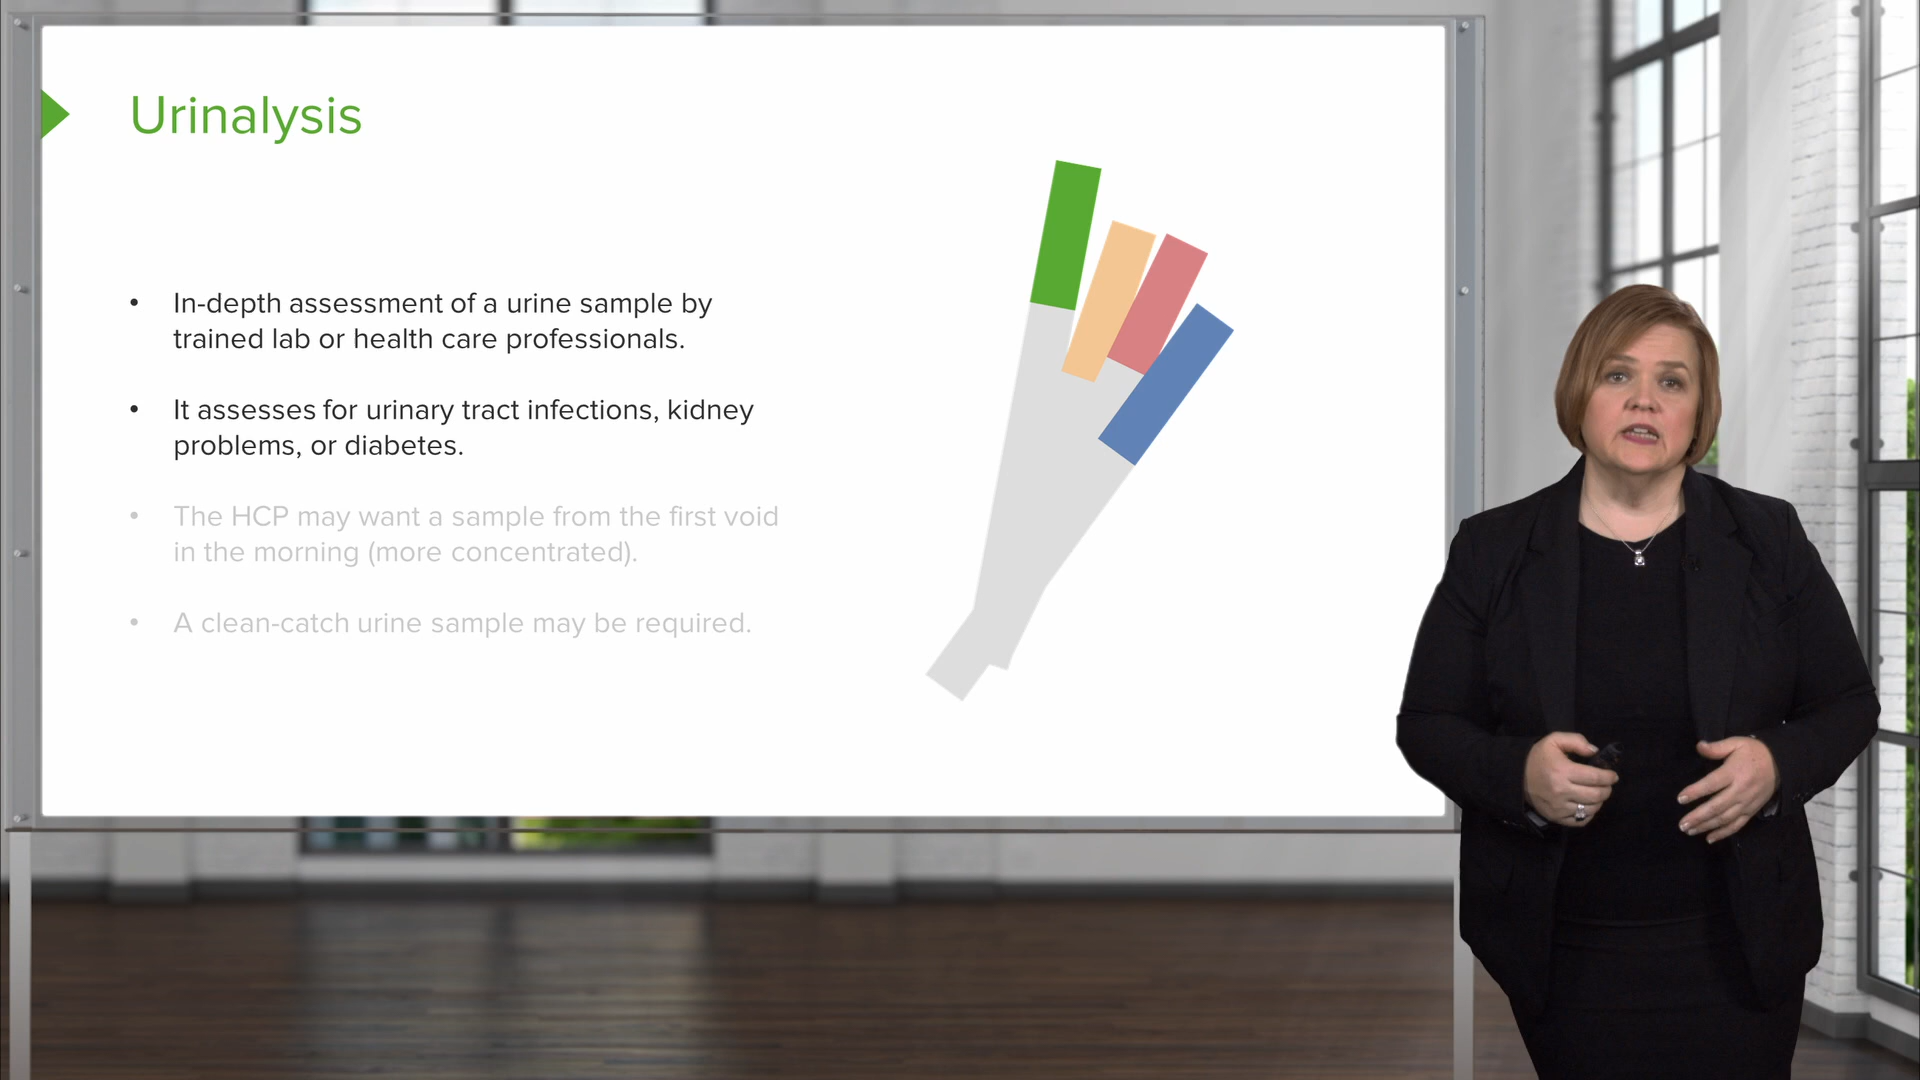 Urinalysis
• In-depth assessment of a urine sample by
trained lab or health care professionals.
• It assesses for urinary tract infections, kidney
problems, or diabetes.
• The HCP may want a sample from the first void
in the morning (more concentrated).
• A clean-catch urine sample may be required.